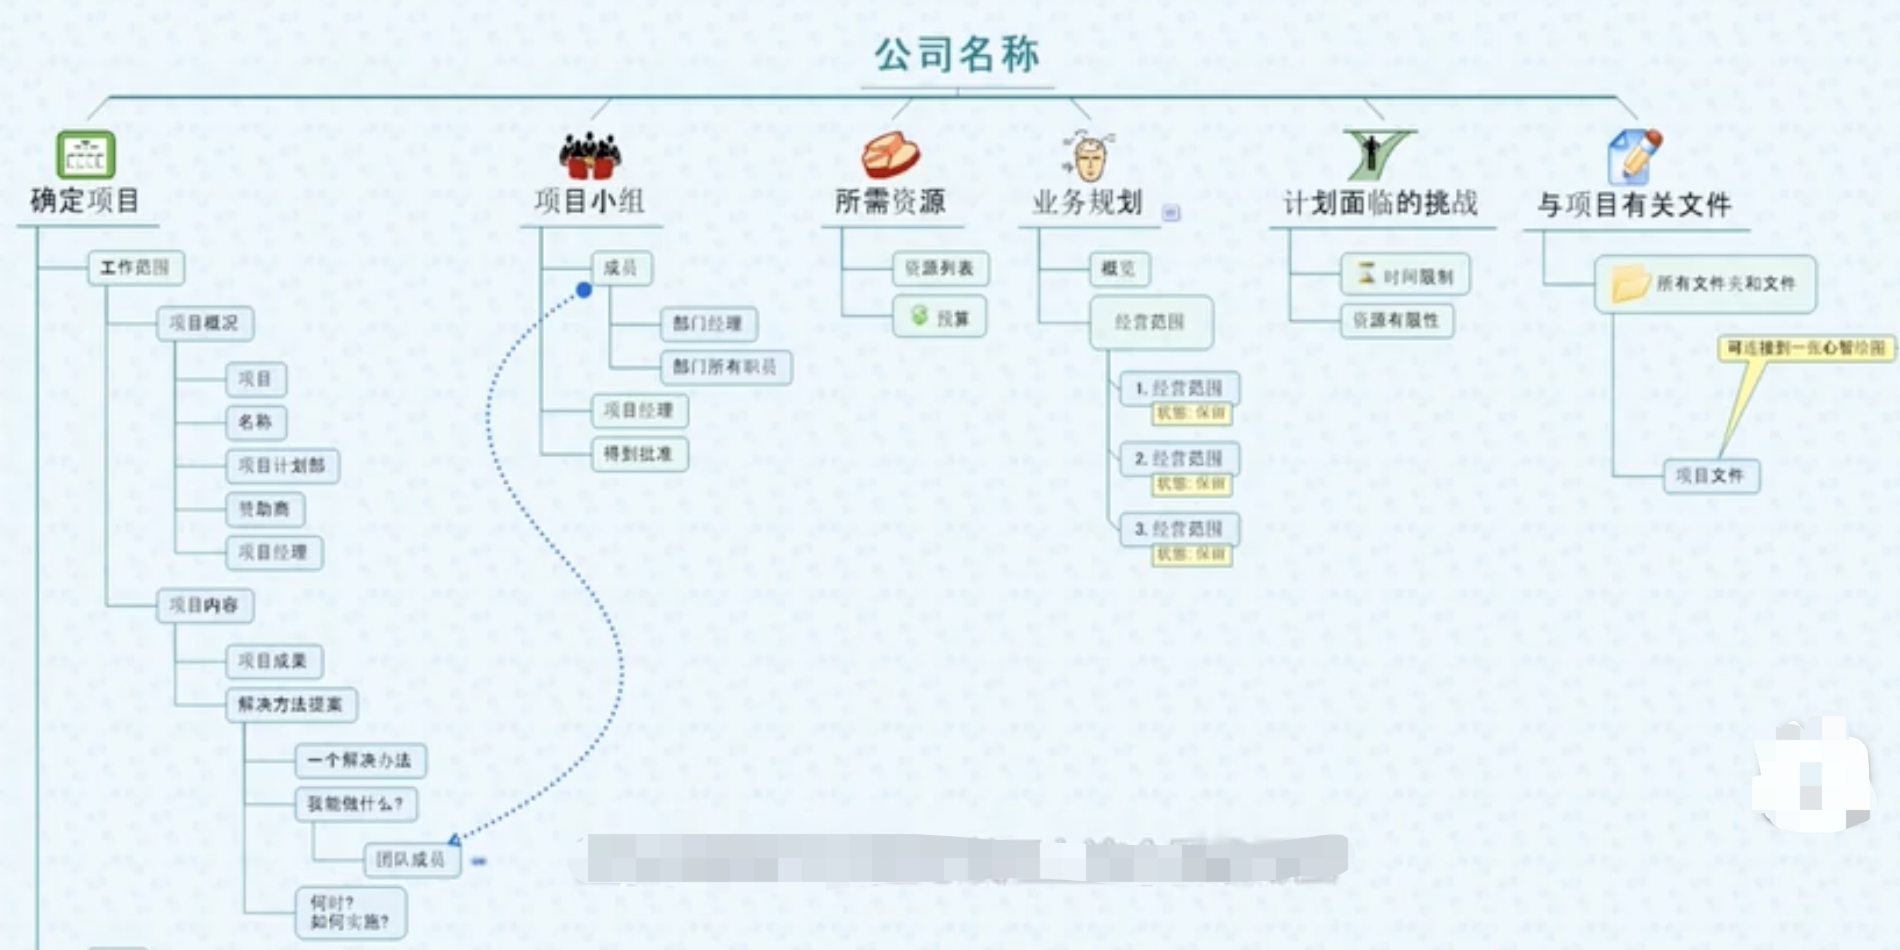 公司名称
确定项目
工作范围
项目概况
项目
名称
项目计划部
赞助商
项目经理
项目内容
项目成果
解决方法提案
一个解决办法
我能做什么?
团队成员
何时?
如何实施?
项目小组
成员
部门经理
部门所有职员
项目经理
得到批准
所需资源
资源列表
预算
业务规划
概览
经营范围
1. 经营范围
状态: 保留
2. 经营范围
状态: 保留
3. 经营范围
状态: 保留
计划面临的挑战
时间限制
资源有限性
与项目有关文件
所有文件夹和文件
可连接到一张心智绘图
项目文件